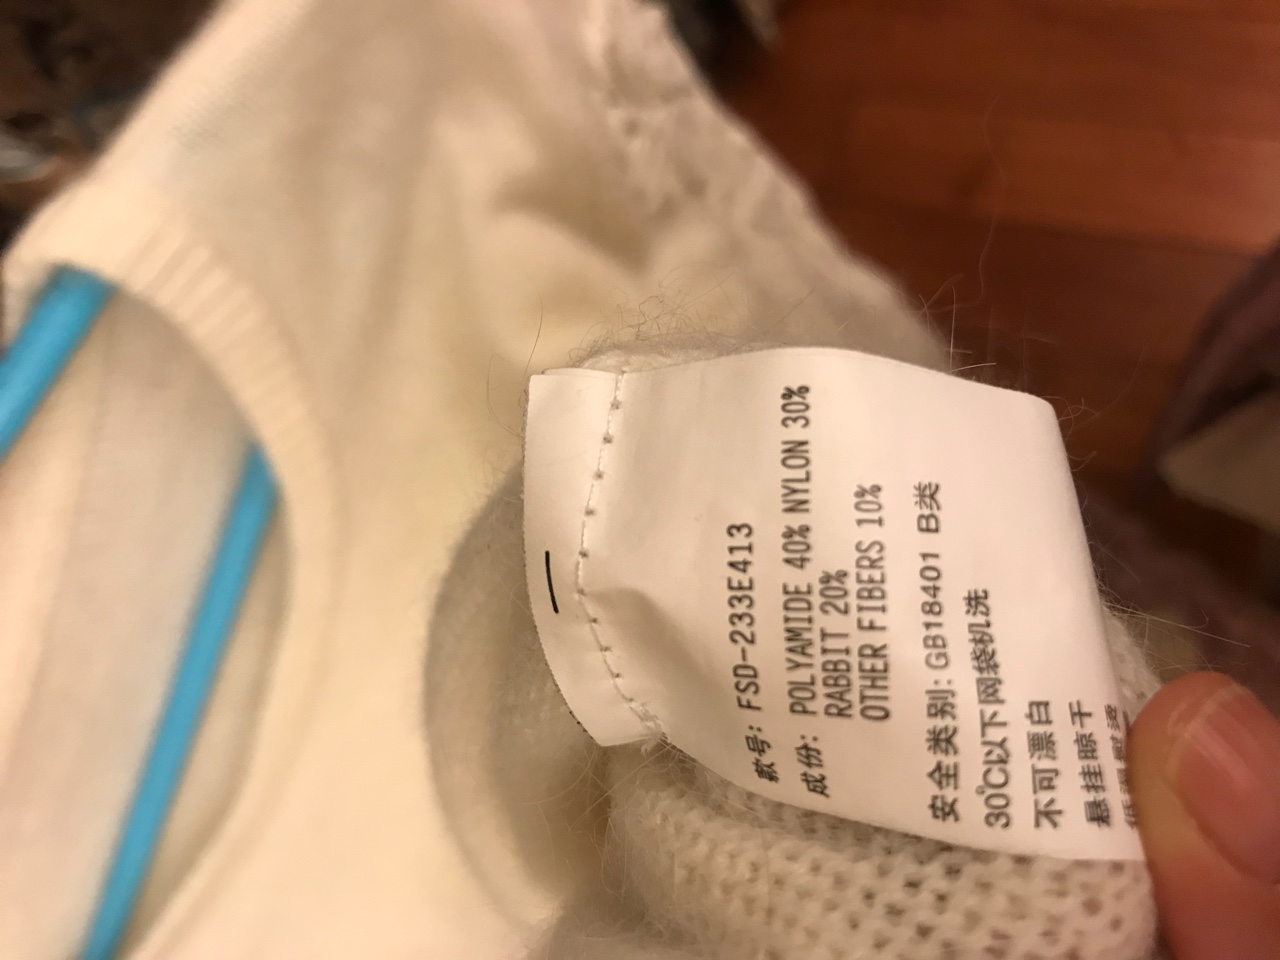 款号: FSD-233E413
成份: POLYAMIDE 40% NYLON 30%
RABBIT 20%
OTHER FIBERS 10%
安全类别: GB18401 B类
30℃以下网袋机洗
不可漂白
悬挂晾干